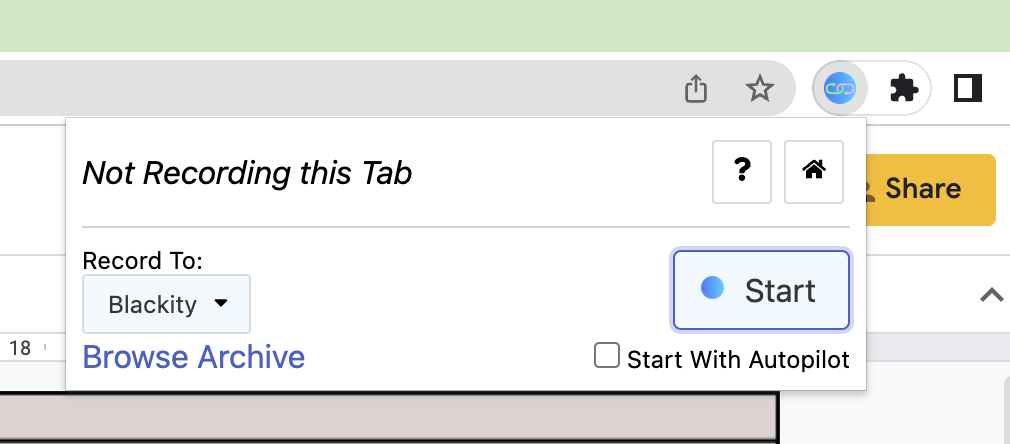 Not Recording this Tab
?
Share
Record To:
Blackity
Start
18
Browse Archive
Start With Autopilot